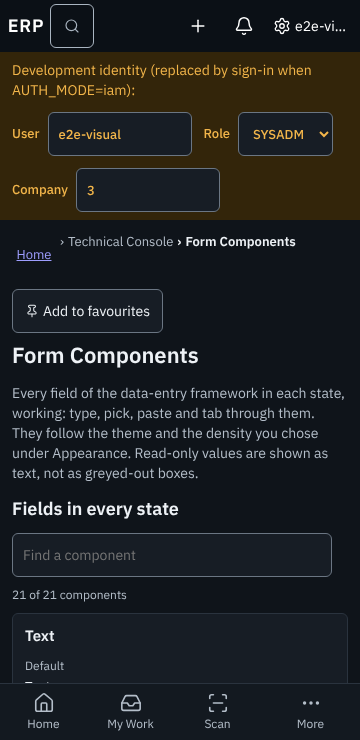 ERP
e2e-vi...
Development identity (replaced by sign-in when
AUTH_MODE=iam):
User e2e-visual Role SYSADM
Company 3
Home › Technical Console › Form Components
Add to favourites
Form Components
Every field of the data-entry framework in each state,
working: type, pick, paste and tab through them.
They follow the theme and the density you chose
under Appearance. Read-only values are shown as
text, not as greyed-out boxes.
Fields in every state
Find a component
21 of 21 components
Text
Default
Home My Work Scan More